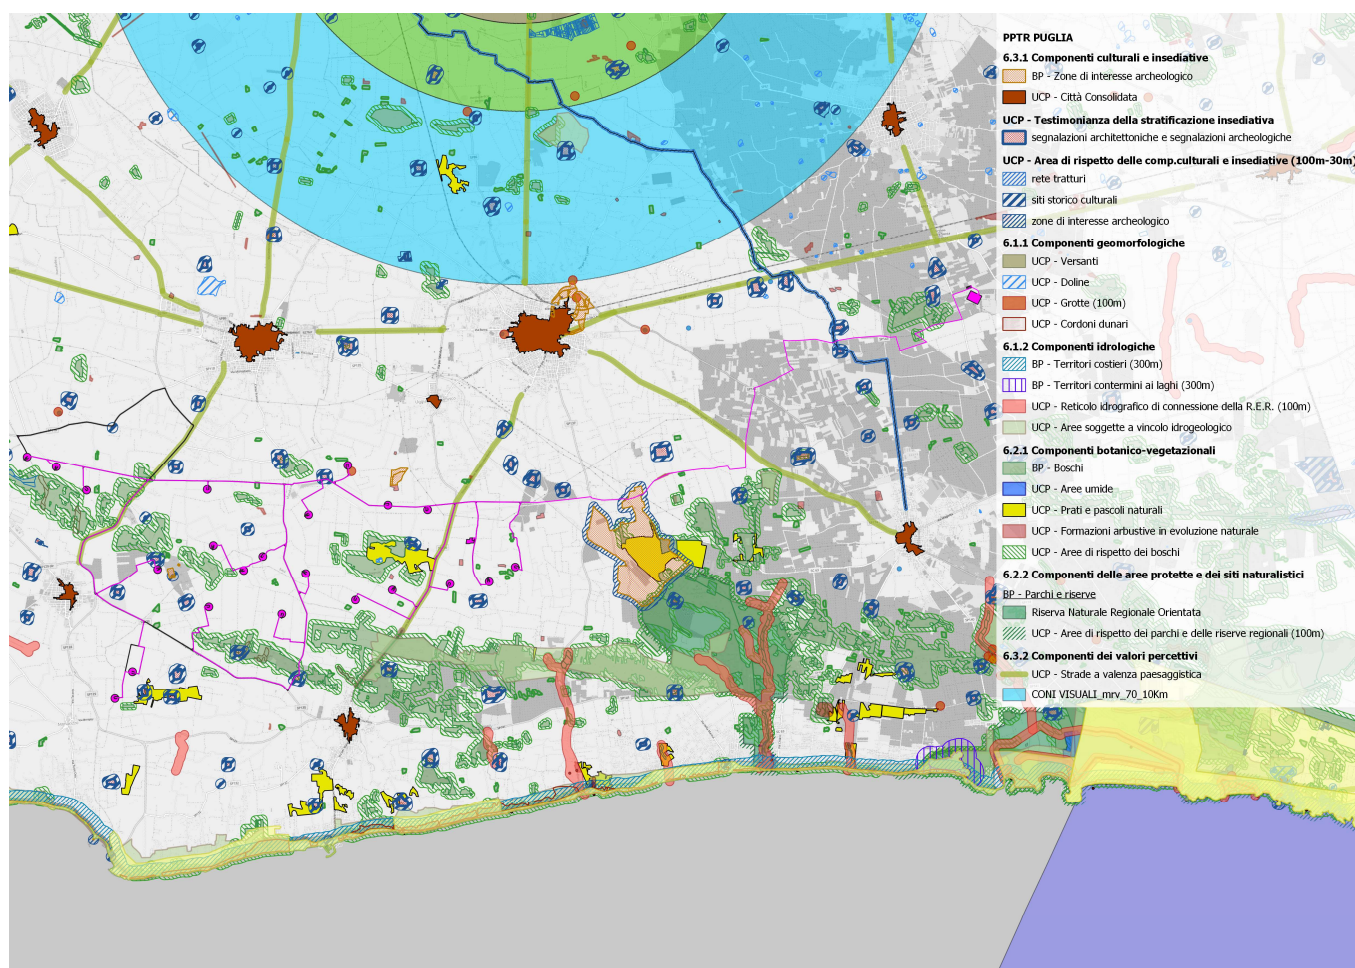 PPTR PUGLIA
6.3.1 Componenti culturali e insediative
BP - Zone di interesse archeologico
UCP - Città Consolidata
UCP - Testimonianza della stratificazione insediativa
segnalazioni architettoniche e segnalazioni archeologiche
UCP - Area di rispetto delle comp.culturali e insediative (100m-30m)
rete tratturi
siti storico culturali
zone di interesse archeologico
6.1.1 Componenti geomorfologiche
UCP - Versanti
UCP - Doline
UCP - Grotte (100m)
UCP - Cordoni dunari
6.1.2 Componenti idrologiche
BP - Territori costieri (300m)
BP - Territori contermini ai laghi (300m)
UCP - Reticolo idrografico di connessione della R.E.R. (100m)
UCP - Aree soggette a vincolo idrogeologico
6.2.1 Componenti botanico-vegetazionali
BP - Boschi
UCP - Aree umide
UCP - Prati e pascoli naturali
UCP - Formazioni arbustive in evoluzione naturale
UCP - Aree di rispetto dei boschi
6.2.2 Componenti delle aree protette e dei siti naturalistici
BP - Parchi e riserve
Riserva Naturale Regionale Orientata
UCP - Aree di rispetto dei parchi e delle riserve regionali (100m)
6.3.2 Componenti dei valori percettivi
UCP - Strade a valenza paesaggistica
CONI VISUALI_mrv_70_10Km